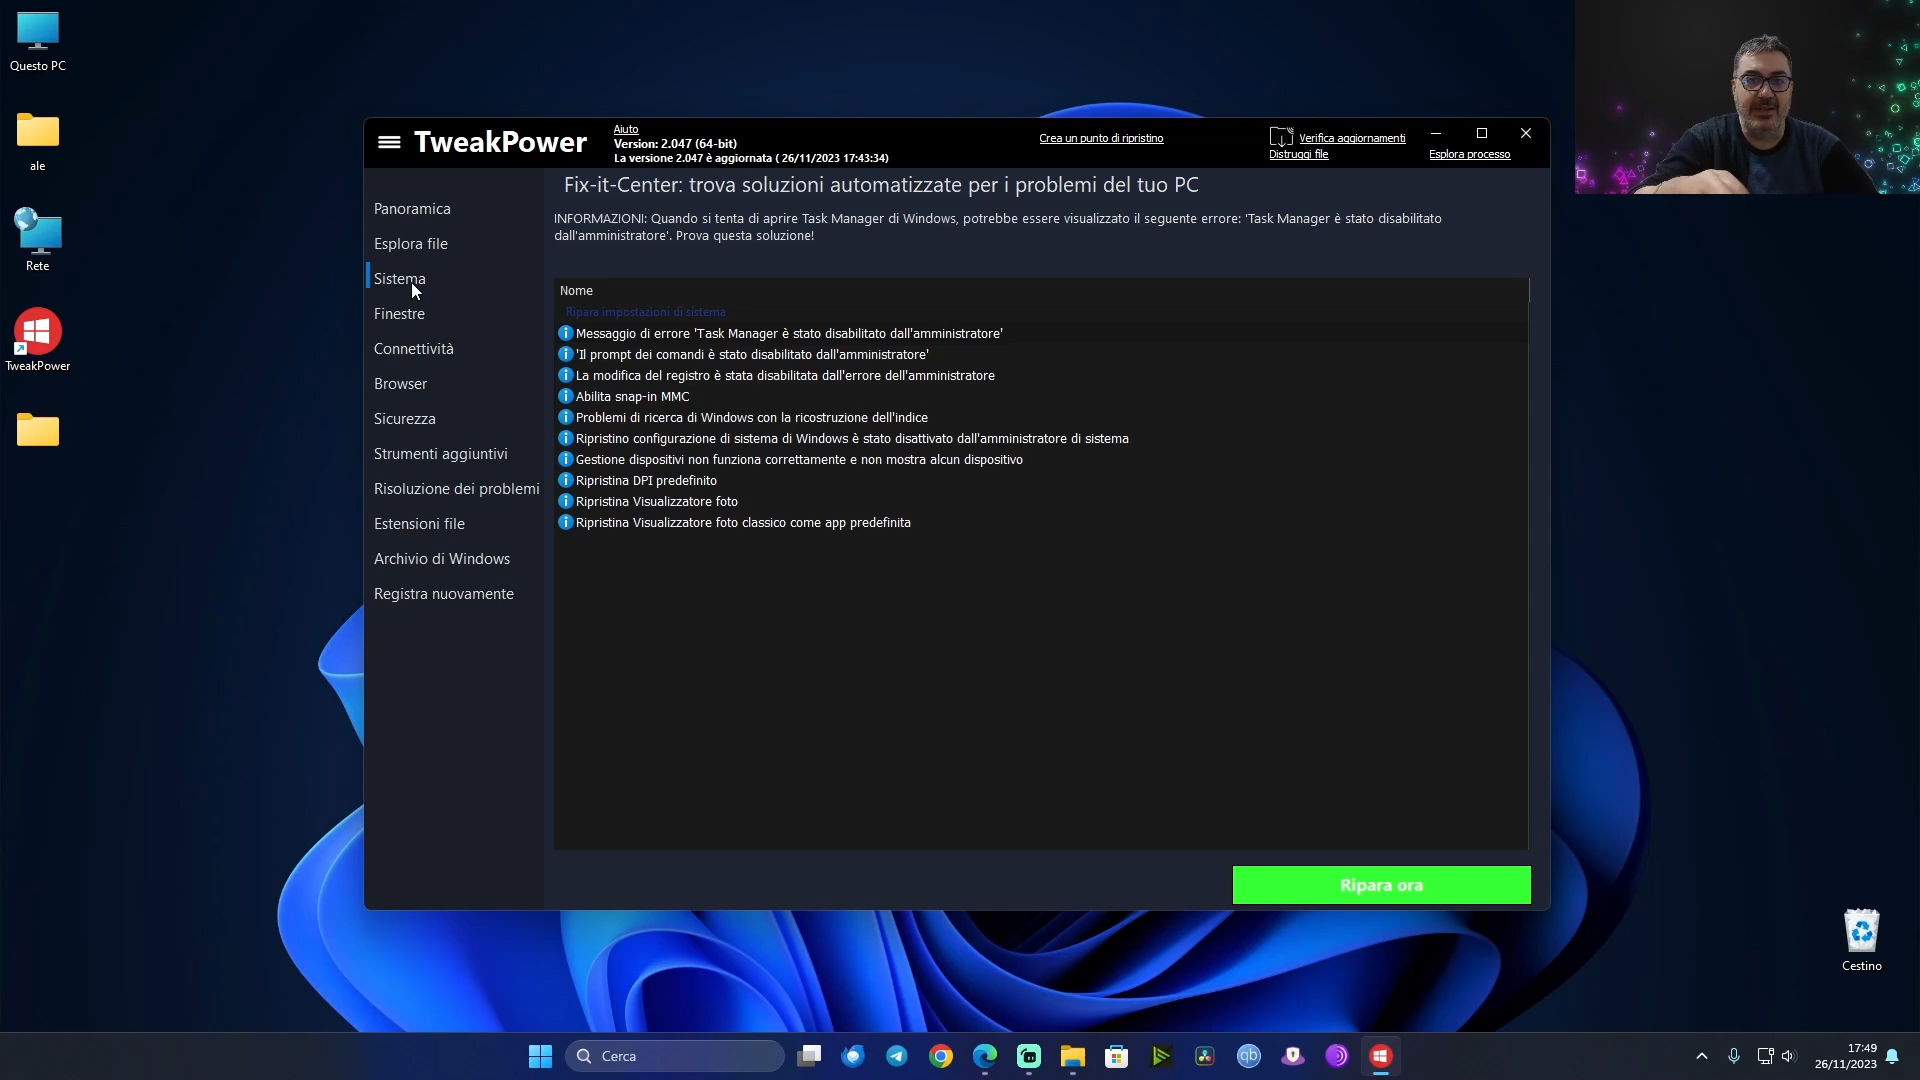 Questo PC
ale
Rete
TweakPower
TweakPower
Aiuto
Version: 2.047 (64-bit)
La versione 2.047 è aggiornata ( 26/11/2023 17:43:34)
Crea un punto di ripristino
Verifica aggiornamenti
Distruggi file
Esplora processo
Panoramica
Esplora file
Sistema
Finestre
Connettività
Browser
Sicurezza
Strumenti aggiuntivi
Risoluzione dei problemi
Estensioni file
Archivio di Windows
Registra nuovamente
Fix-it-Center: trova soluzioni automatizzate per i problemi del tuo PC
INFORMAZIONI: Quando si tenta di aprire Task Manager di Windows, potrebbe essere visualizzato il seguente errore: 'Task Manager è stato disabilitato
dall'amministratore'. Prova questa soluzione!
Nome
Ripara impostazioni di sistema
Messaggio di errore 'Task Manager è stato disabilitato dall'amministratore'
'Il prompt dei comandi è stato disabilitato dall'amministratore'
La modifica del registro è stata disabilitata dall'errore dell'amministratore
Abilita snap-in MMC
Problemi di ricerca di Windows con la ricostruzione dell'indice
Ripristino configurazione di sistema di Windows è stato disattivato dall'amministratore di sistema
Gestione dispositivi non funziona correttamente e non mostra alcun dispositivo
Ripristina DPI predefinito
Ripristina Visualizzatore foto
Ripristina Visualizzatore foto classico come app predefinita
Ripara ora
Cestino
Cerca
qb
17:49
26/11/2023